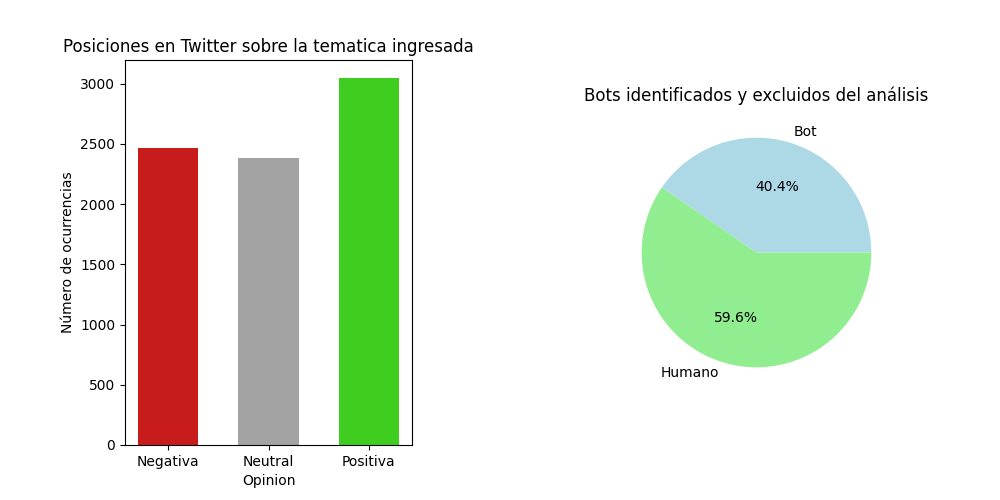 Posiciones en Twitter sobre la tematica ingresada
Número de ocurrencias
3000
2500
2000
1500
1000
500
0
Negativa
Neutral
Positiva
Opinion
Bots identificados y excluidos del análisis
Bot
40.4%
59.6%
Humano